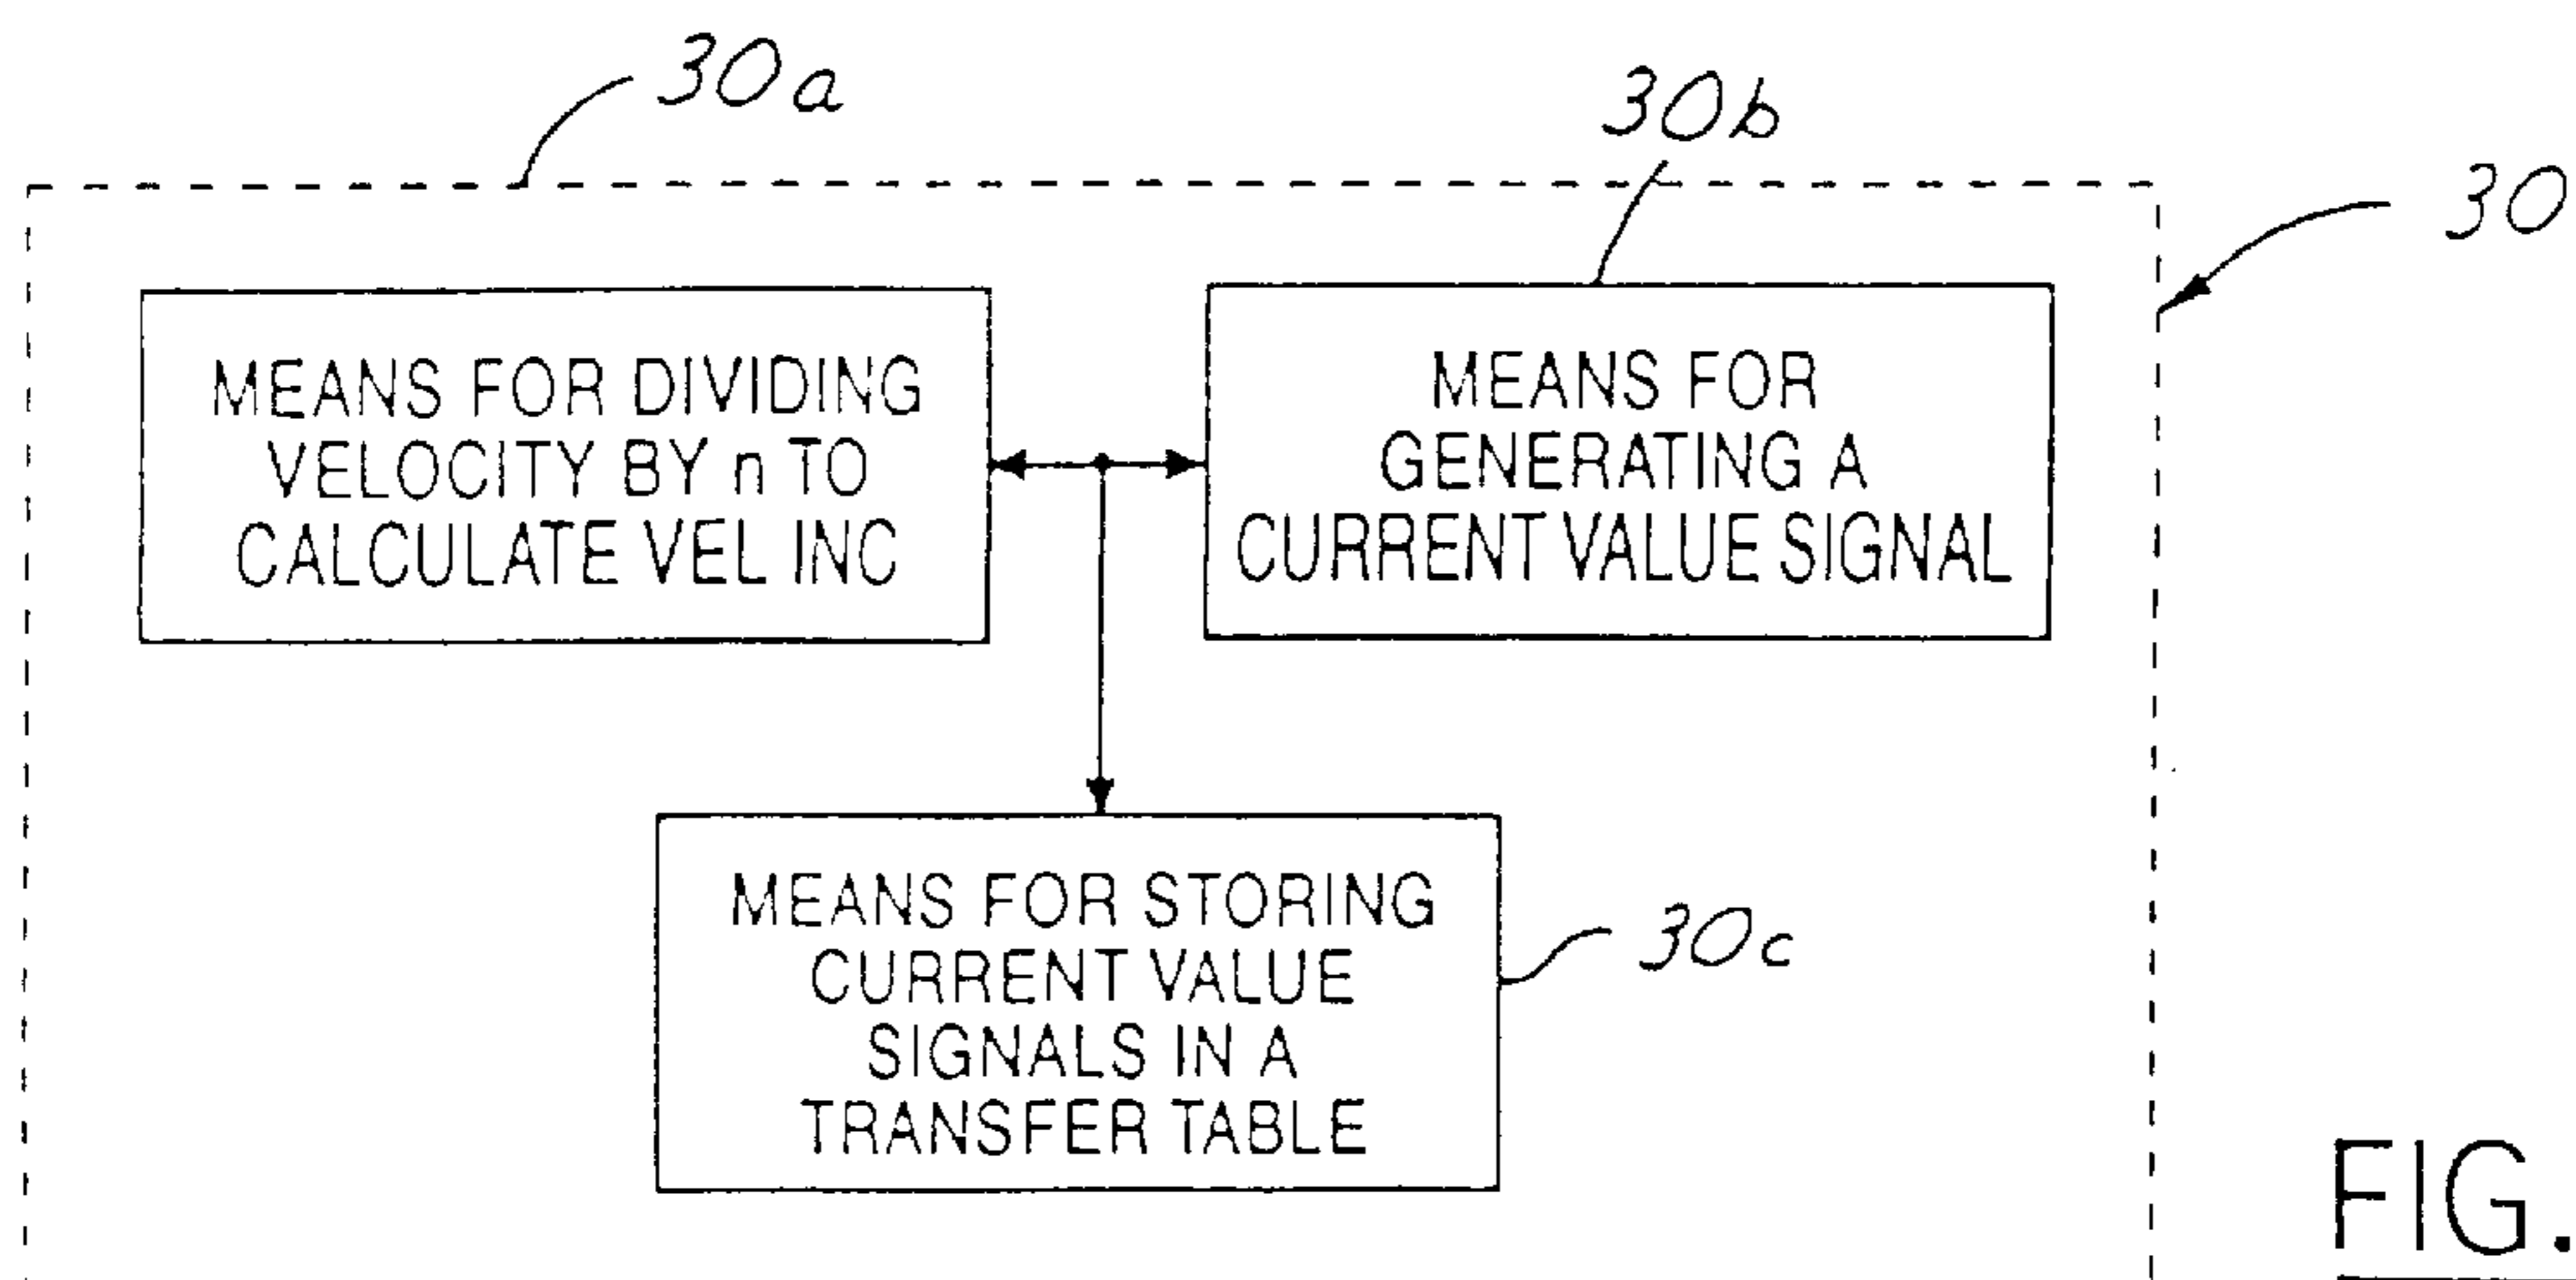 30a
30b
30
MEANS FOR DIVIDING
VELOCITY BY n TO
CALCULATE VEL INC
MEANS FOR
GENERATING A
CURRENT VALUE SIGNAL
MEANS FOR STORING
CURRENT VALUE
SIGNALS IN A
TRANSFER TABLE
30c
FIG.